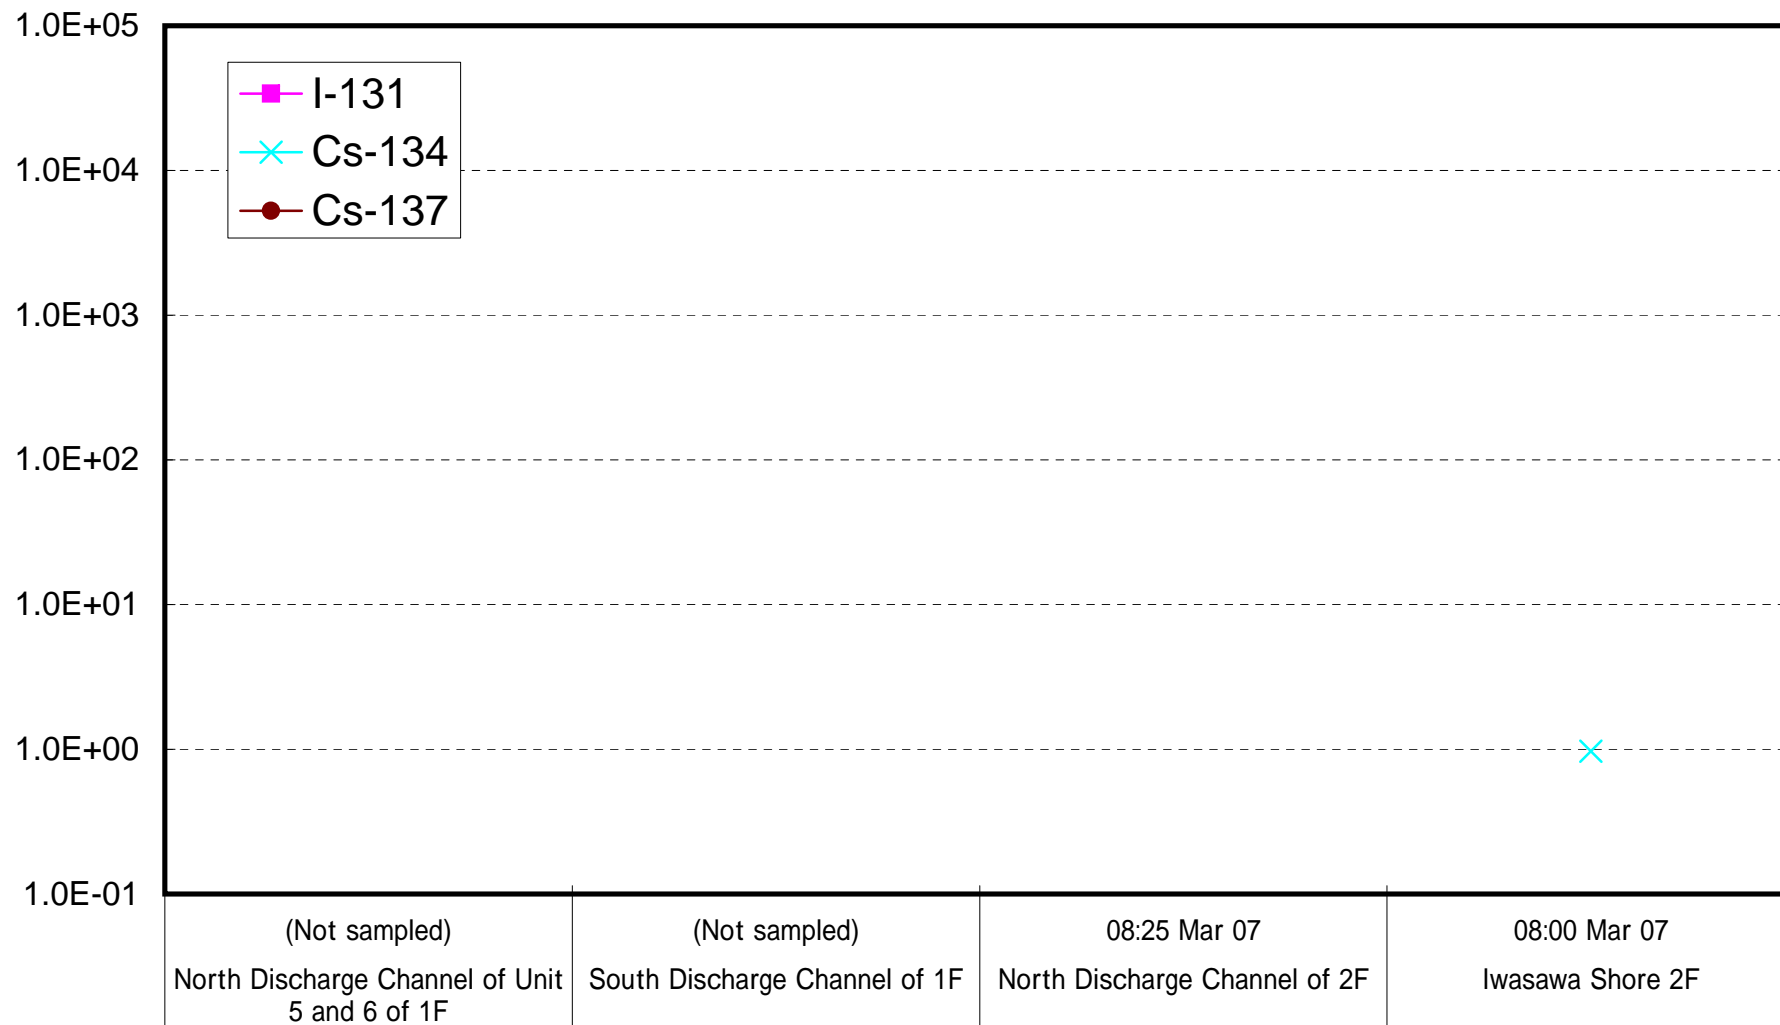 1.0E+05
1.0E+04
1.0E+03
1.0E+02
1.0E+01
1.0E+00
1.0E-01
I-131
Cs-134
Cs-137
(Not sampled)
North Discharge Channel of Unit
5 and 6 of 1F
(Not sampled)
South Discharge Channel of 1F
08:25 Mar 07
North Discharge Channel of 2F
08:00 Mar 07
Iwasawa Shore 2F